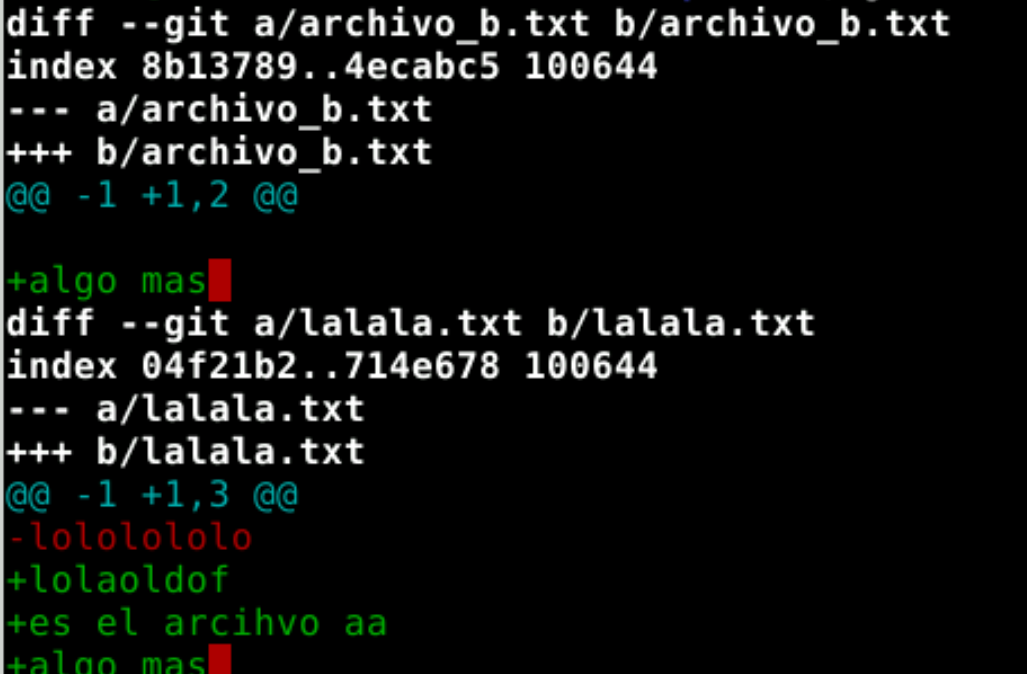 diff --git a/archivo_b.txt b/archivo_b.txt
index 8b13789..4ecabc5 100644
--- a/archivo_b.txt
+++ b/archivo_b.txt
@@ -1 +1,2 @@
+algo mas
diff --git a/lalala.txt b/lalala.txt
index 04f21b2..714e678 100644
--- a/lalala.txt
+++ b/lalala.txt
@@ -1 +1,3 @@
-lolololololo
+lolaoldof
+es el arcihvo aa
+algo mas